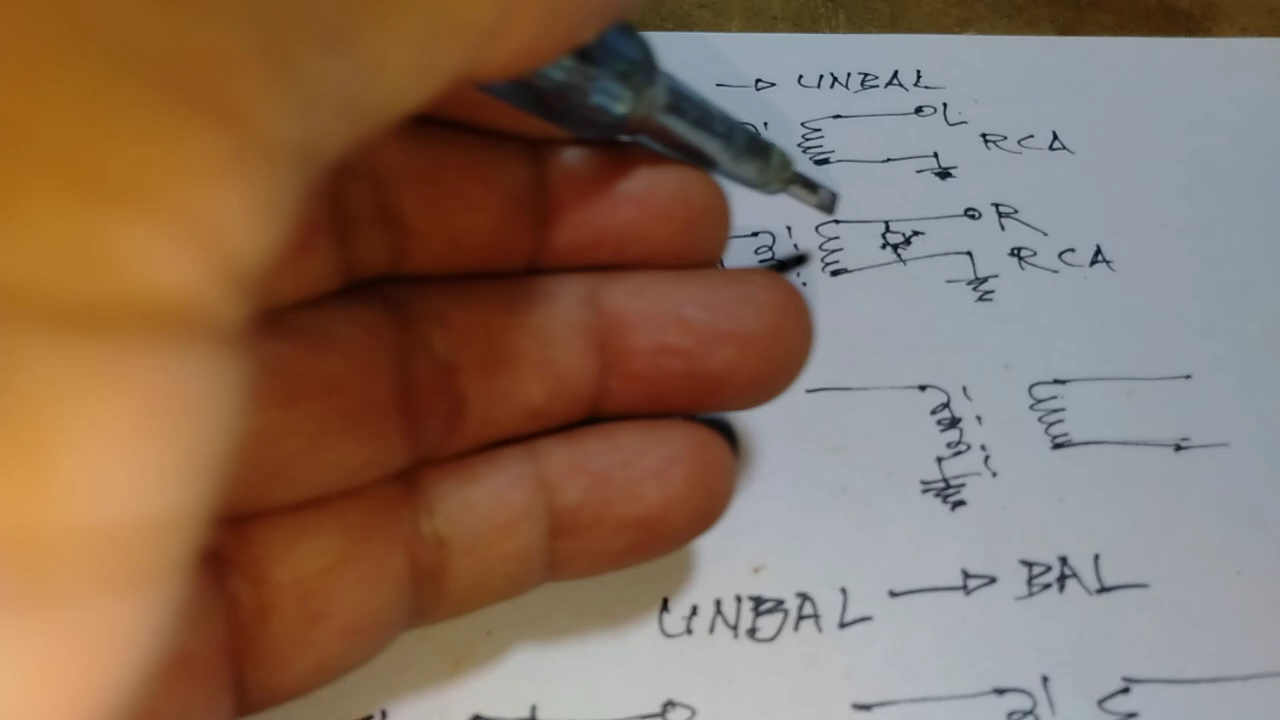 → UNBAL
L
RCA
R
RCA
UNBAL → BAL